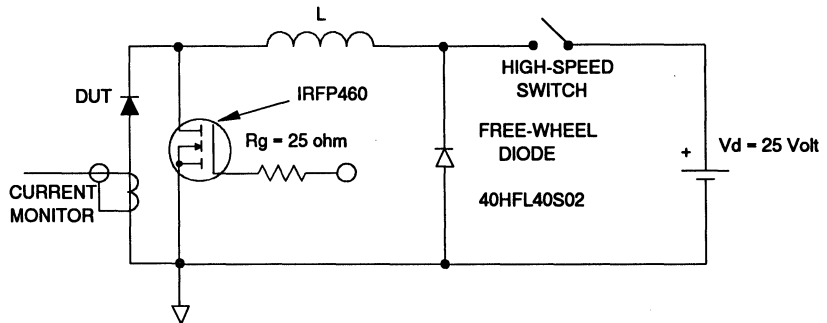 L
HIGH-SPEED
SWITCH
DUT
IRFP460
Rg = 25 ohm
FREE-WHEEL
DIODE
+
Vd = 25 Volt
CURRENT
MONITOR
40HFL40S02